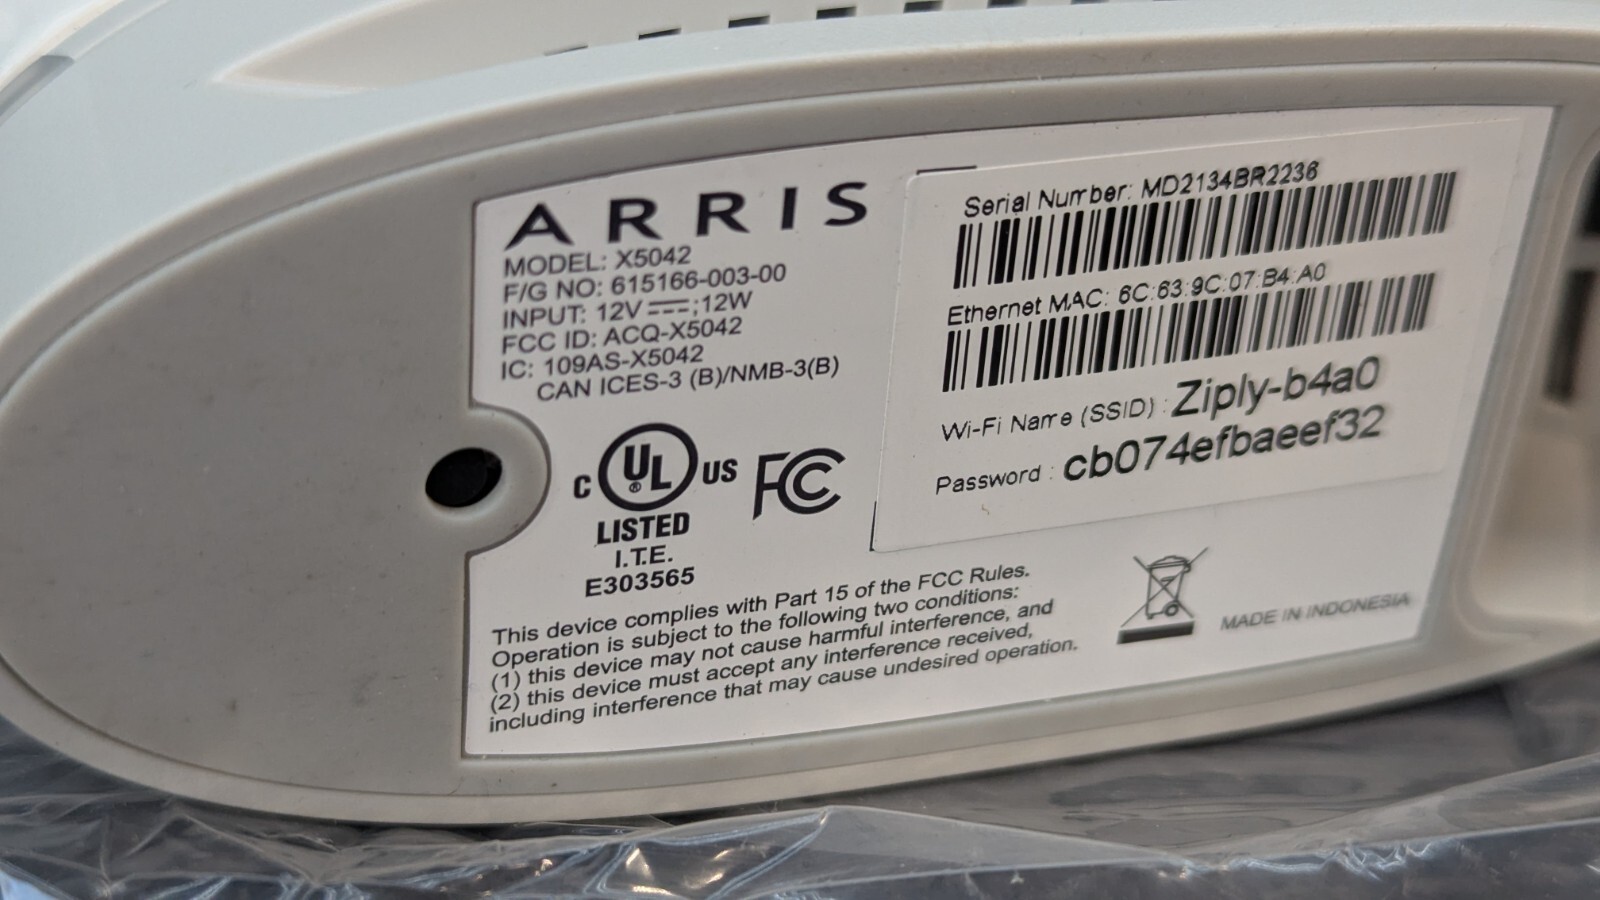 ARRIS
MODEL: X5042
F/G NO: 615166-003-00
INPUT: 12V ⎓;12W
FCC ID: ACQ-X5042
IC: 109AS-X5042
CAN ICES-3 (B)/NMB-3(B)
C UL ® US FC
LISTED
I.T.E.
E303565
Serial Number: MD2134BR2236
Ethernet MAC: 6C:63:9C:07:B4:A0
Wi-Fi Name (SSID) : Ziply-b4a0
Password : cb074efbaeef32
This device complies with Part 15 of the FCC Rules.
Operation is subject to the following two conditions:
(1) this device may not cause harmful interference, and
(2) this device must accept any interference received,
including interference that may cause undesired operation.
MADE IN INDONESIA